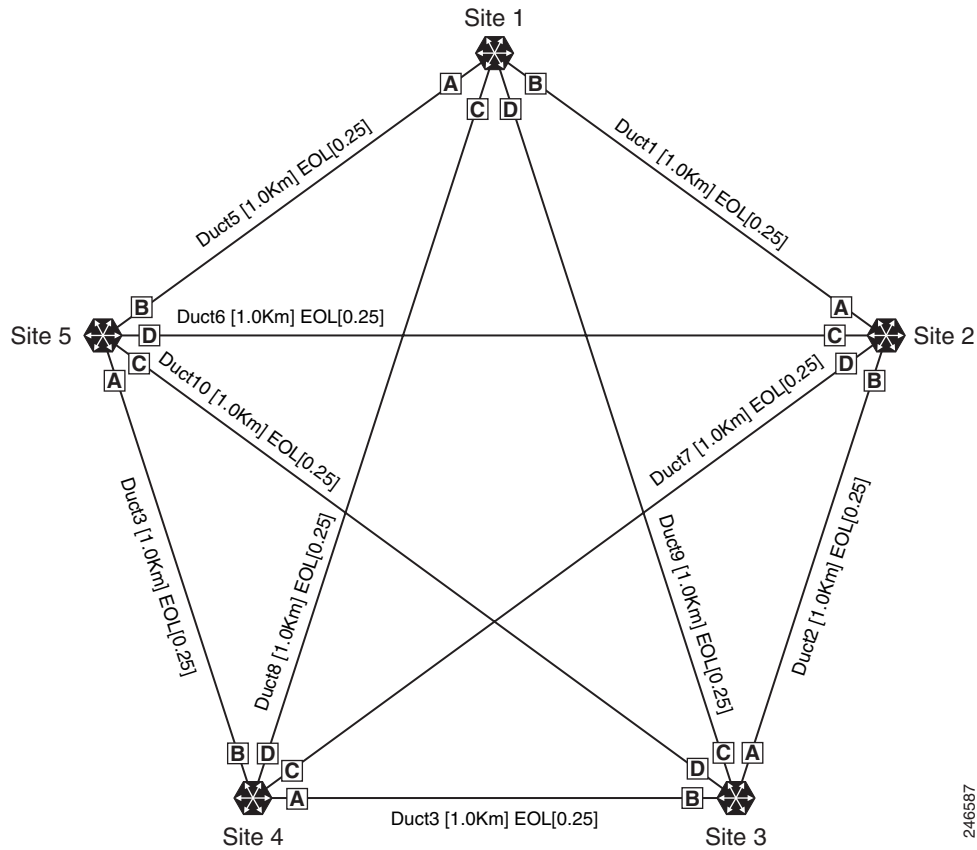 Site 1
A
B
C
D
Duct5 [1.0Km] EOL[0.25]
Duct1 [1.0Km] EOL[0.25]
B
A
Site 5
D
Duct6 [1.0Km] EOL[0.25]
C
Site 2
A
C
D
B
Duct10 [1.0Km] EOL[0.25]
Duct7 [1.0Km] EOL[0.25]
Duct3 [1.0Km] EOL[0.25]
Duct8 [1.0Km] EOL[0.25]
Duct9 [1.0Km] EOL[0.25]
Duct2 [1.0Km] EOL[0.25]
B
D
C
A
C
A
D
B
Duct3 [1.0Km] EOL[0.25]
Site 4
Site 3
246587